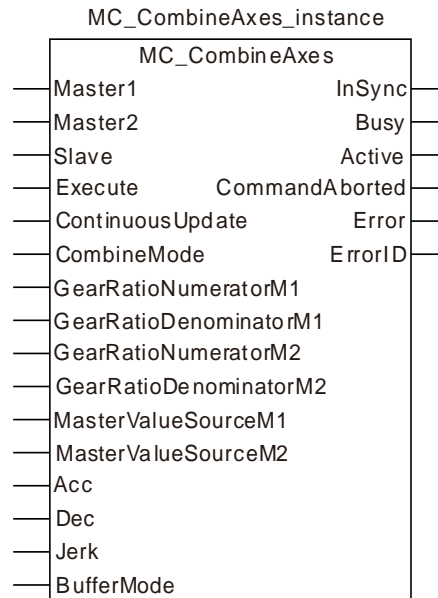 MC_CombineAxes_instance
MC_CombineAxes
Master1 InSync
Master2 Busy
Slave Active
Execute CommandAborted
ContinuousUpdate Error
CombineMode ErrorID
GearRatioNumeratorM1
GearRatioDenominatorM1
GearRatioNumeratorM2
GearRatioDenominatorM2
MasterValueSourceM1
MasterValueSourceM2
Acc
Dec
Jerk
BufferMode